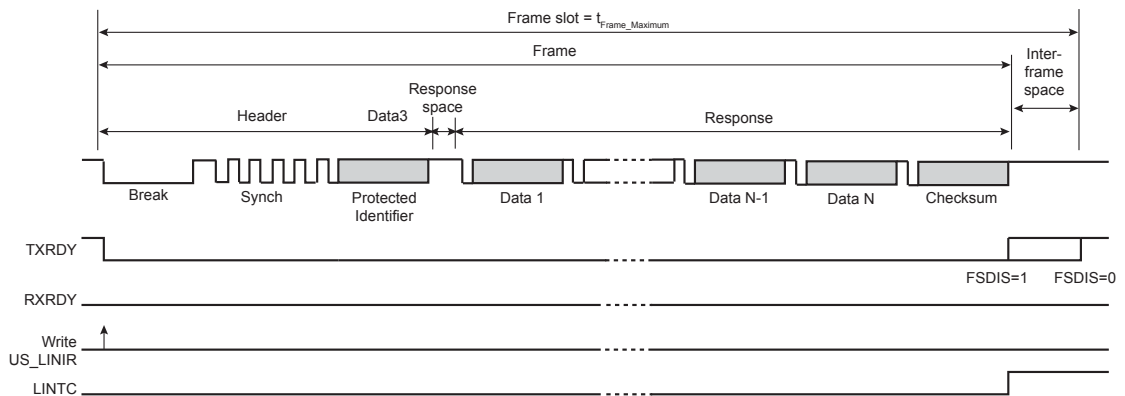 Frame slot = tFrame_Maximum
Frame
Inter-
frame
space
Response
space
Header
Data3
Response
Break
Synch
Protected
Identifier
Data 1
Data N-1
Data N
Checksum
TXRDY
FSDIS=1
FSDIS=0
RXRDY
Write
US_LINIR
LINTC